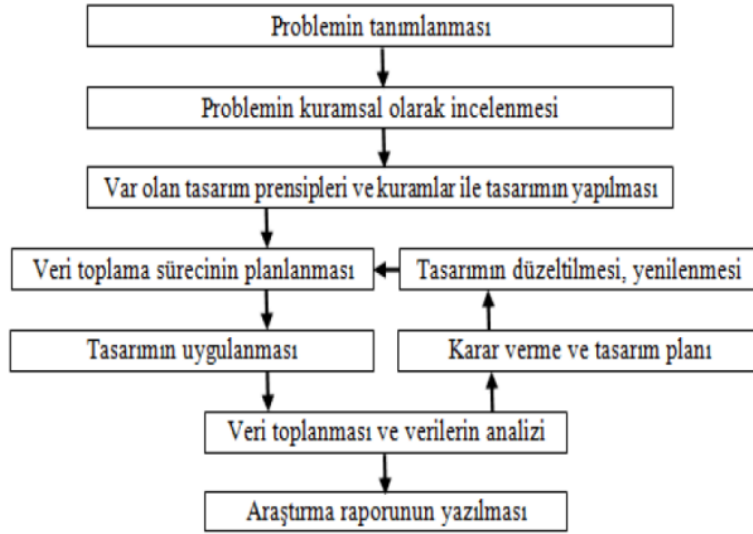 Problemin tanımlanması
Problemin kuramsal olarak incelenmesi
Var olan tasarım prensipleri ve kuramlar ile tasarımın yapılması
Veri toplama sürecinin planlanması
Tasarımın düzeltilmesi, yenilenmesi
Tasarımın uygulanması
Karar verme ve tasarım planı
Veri toplanması ve verilerin analizi
Araştırma raporunun yazılması